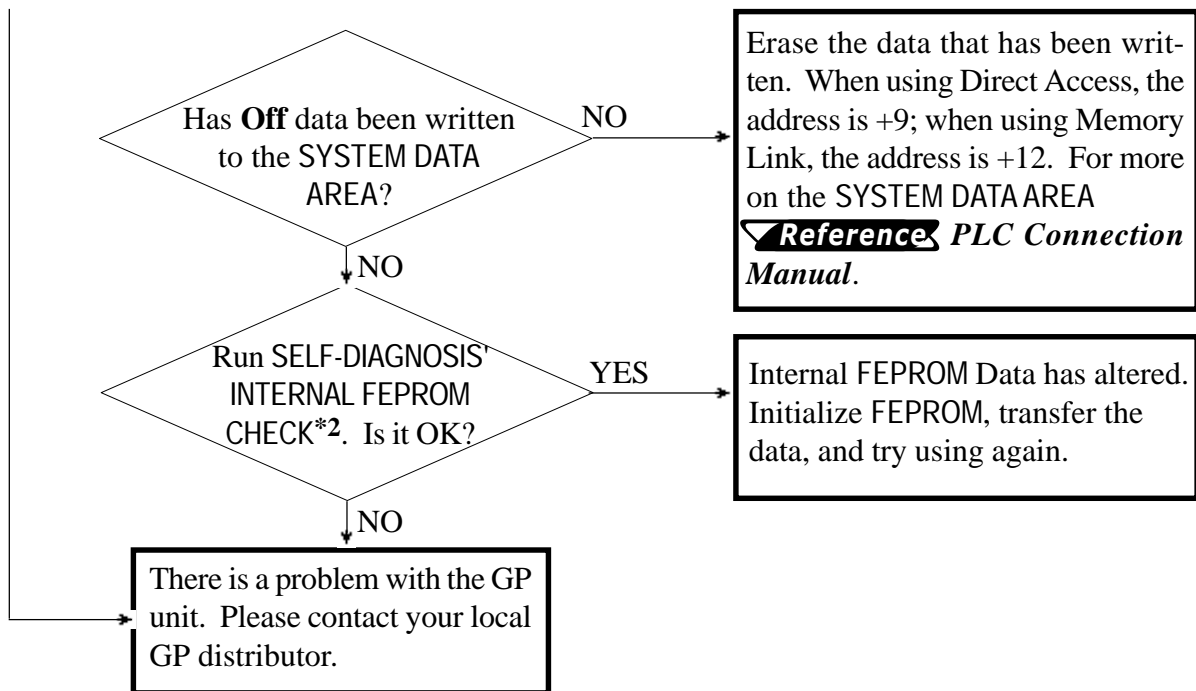 Has Off data been written
to the SYSTEM DATA
AREA?
NO
Erase the data that has been writ-
ten. When using Direct Access, the
address is +9; when using Memory
Link, the address is +12. For more
on the SYSTEM DATA AREA
Reference PLC Connection
Manual.
NO
Run SELF-DIAGNOSIS'
INTERNAL FEPROM
CHECK*2. Is it OK?
YES
Internal FEPROM Data has altered.
Initialize FEPROM, transfer the
data, and try using again.
NO
There is a problem with the GP
unit. Please contact your local
GP distributor.